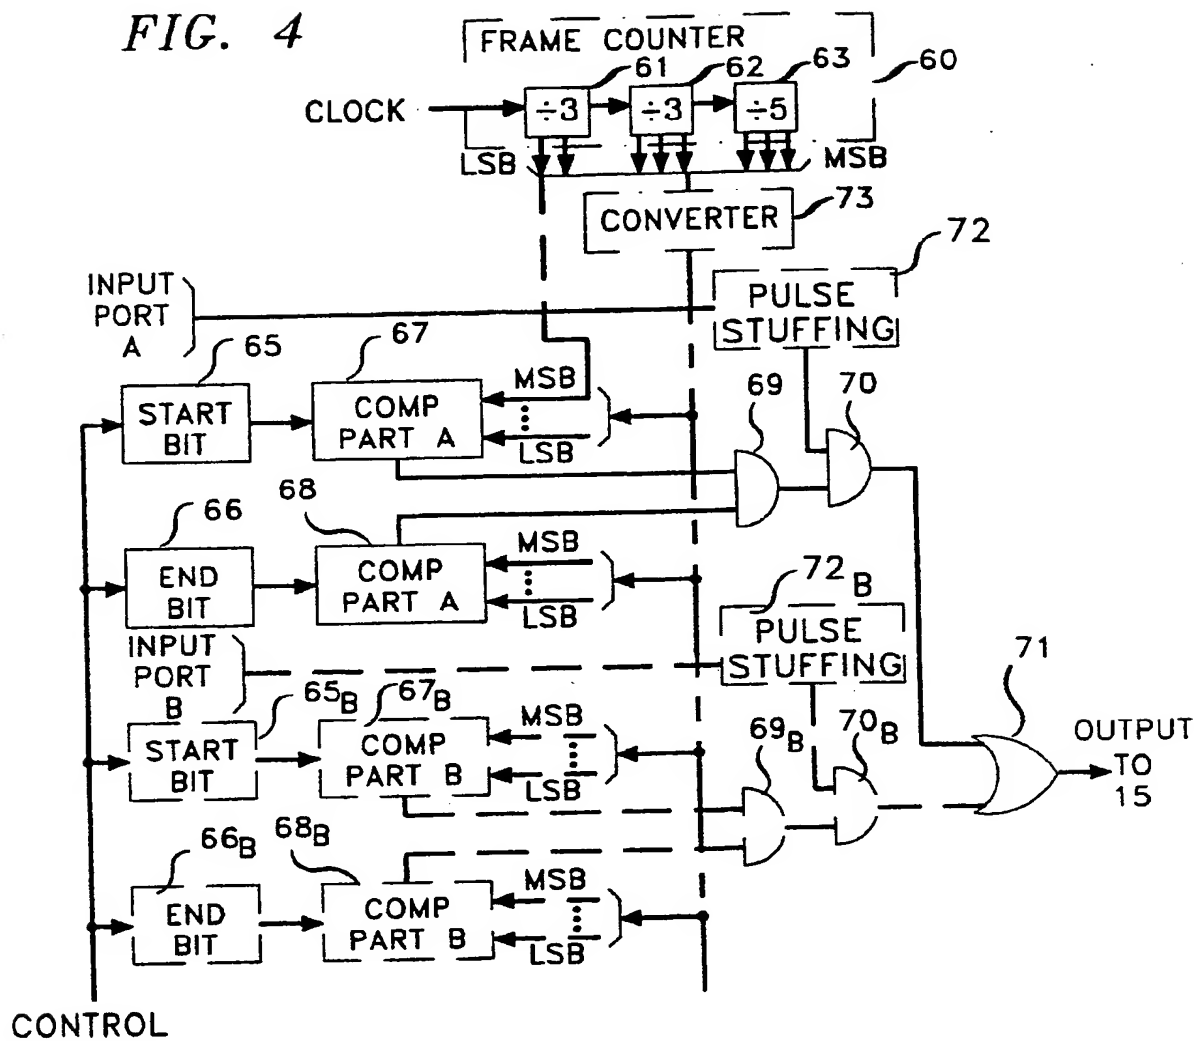 FIG. 4
FRAME COUNTER
61
62
63
60
CLOCK
÷3
÷3
÷5
LSB
MSB
CONVERTER
73
72
INPUT
PORT
A
PULSE
STUFFING
65
67
START
BIT
COMP
PART A
MSB
LSB
69
70
66
68
END
BIT
COMP
PART A
MSB
LSB
72B
INPUT
PORT
B
PULSE
STUFFING
71
65B
67B
START
BIT
COMP
PART B
MSB
LSB
69B
70B
OUTPUT
TO
15
66B
68B
END
BIT
COMP
PART B
MSB
LSB
CONTROL